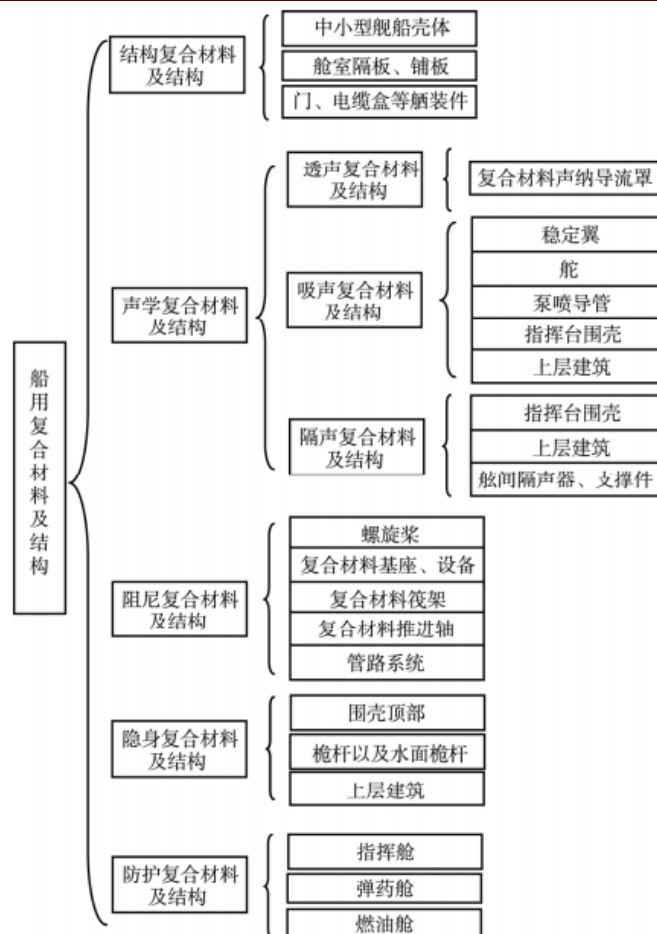 船用复合材料及结构
结构复合材料
及结构
中小型舰船壳体
舱室隔板、铺板
门、电缆盒等舾装件
声学复合材料
及结构
透声复合材料
及结构
复合材料声纳导流罩
吸声复合材料
及结构
稳定翼
舵
泵喷导管
指挥台围壳
上层建筑
隔声复合材料
及结构
指挥台围壳
上层建筑
舷间隔声器、支撑件
阻尼复合材料
及结构
螺旋桨
复合材料基座、设备
复合材料筏架
复合材料推进轴
管路系统
隐身复合材料
及结构
围壳顶部
桅杆以及水面桅杆
上层建筑
防护复合材料
及结构
指挥舱
弹药舱
燃油舱